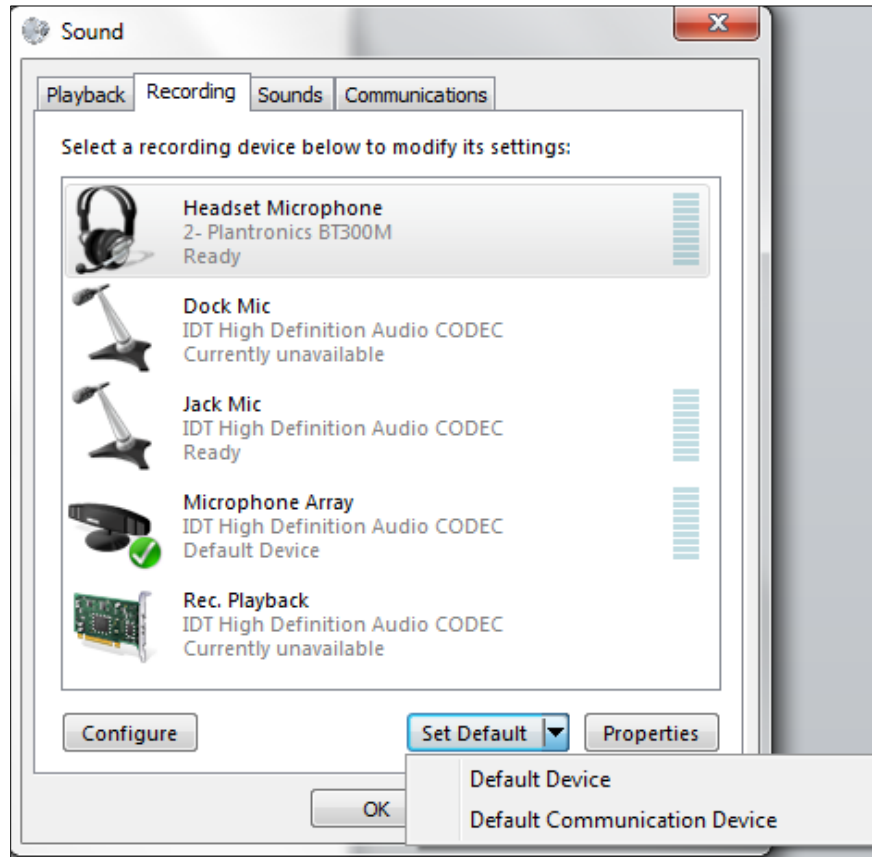 Sound
Playback Recording Sounds Communications
Select a recording device below to modify its settings:
Headset Microphone
2- Plantronics BT300M
Ready
Dock Mic
IDT High Definition Audio CODEC
Currently unavailable
Jack Mic
IDT High Definition Audio CODEC
Ready
Microphone Array
IDT High Definition Audio CODEC
Default Device
Rec. Playback
IDT High Definition Audio CODEC
Currently unavailable
Configure Set Default Properties
Default Device
OK
Default Communication Device